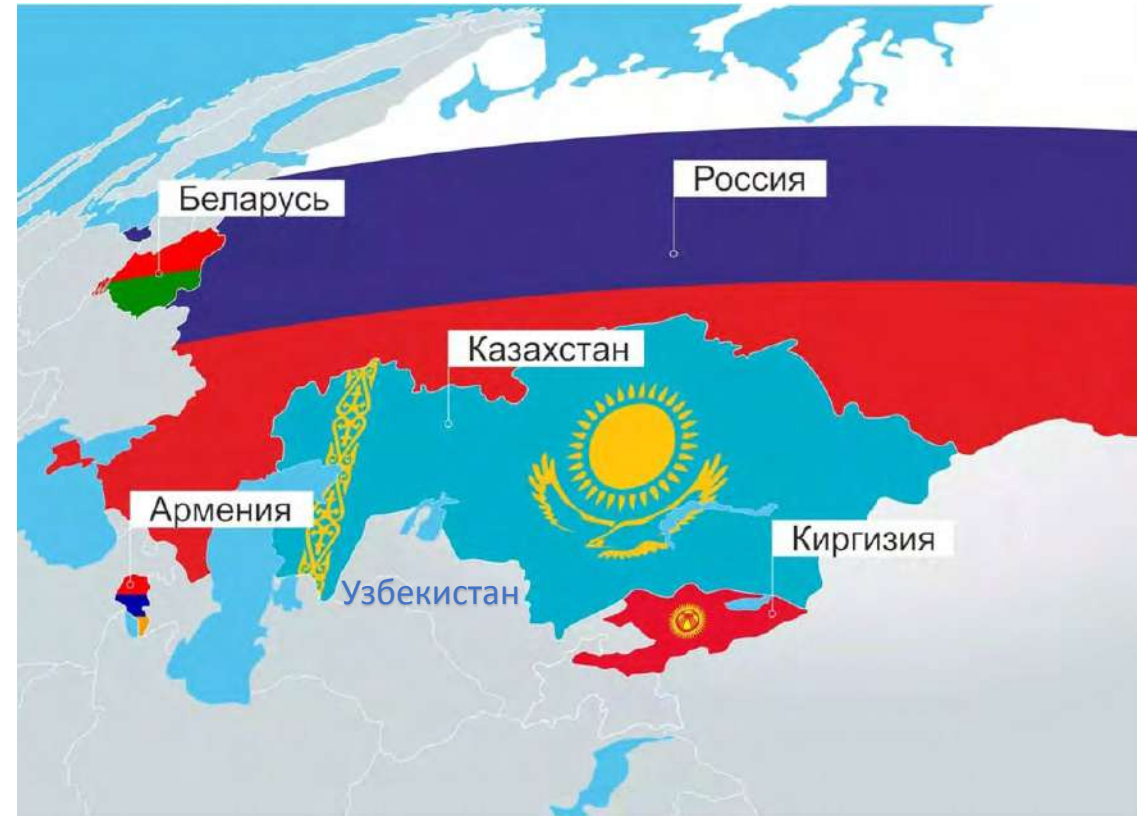 Россия
Беларусь
Казахстан
Армения
Киргизия
Узбекистан